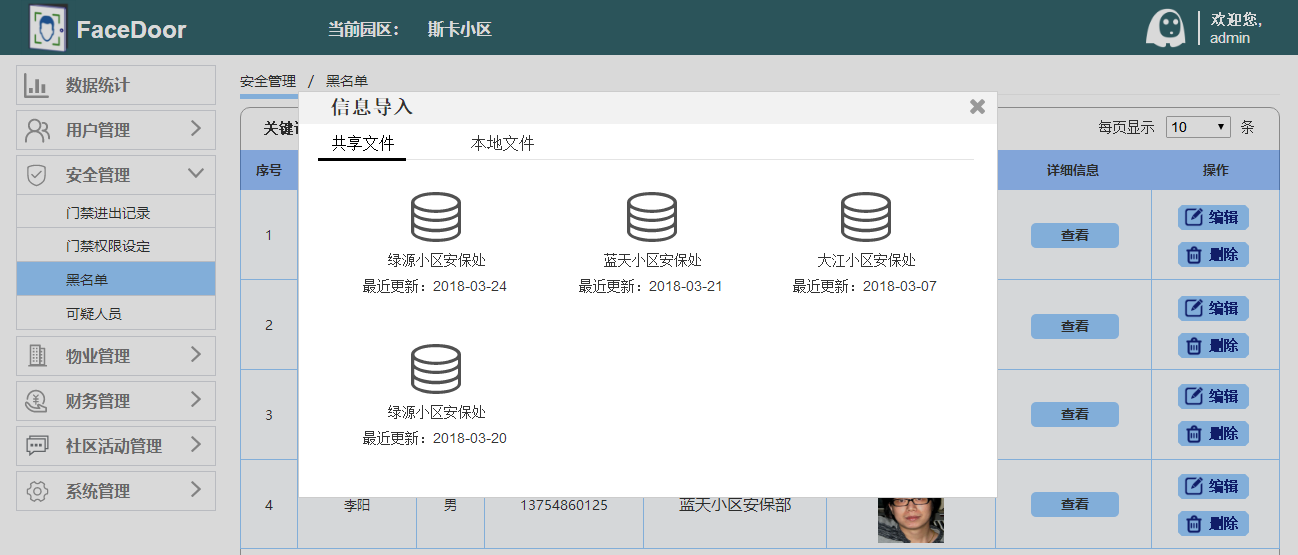 FaceDoor
当前园区： 斯卡小区
欢迎您,
admin
数据统计
用户管理
安全管理
门禁进出记录
门禁权限设定
黑名单
可疑人员
物业管理
财务管理
社区活动管理
系统管理
安全管理 / 黑名单
关键
每页显示 10 条
信息导入
共享文件 本地文件
绿源小区安保处
最近更新：2018-03-24
蓝天小区安保处
最近更新：2018-03-21
大江小区安保处
最近更新：2018-03-07
绿源小区安保处
最近更新：2018-03-20
序号 详细信息 操作
1 查看 编辑
删除
2 查看 编辑
删除
3 查看 编辑
删除
4 李阳 男 13754860125 蓝天小区安保部 查看 编辑
删除